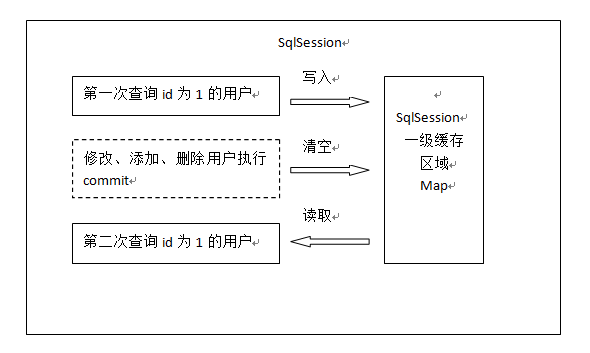 SqlSession
第一次查询 id 为 1 的用户
写入
修改、添加、删除用户执行
commit
清空
第二次查询 id 为 1 的用户
读取
SqlSession
一级缓存
区域
Map